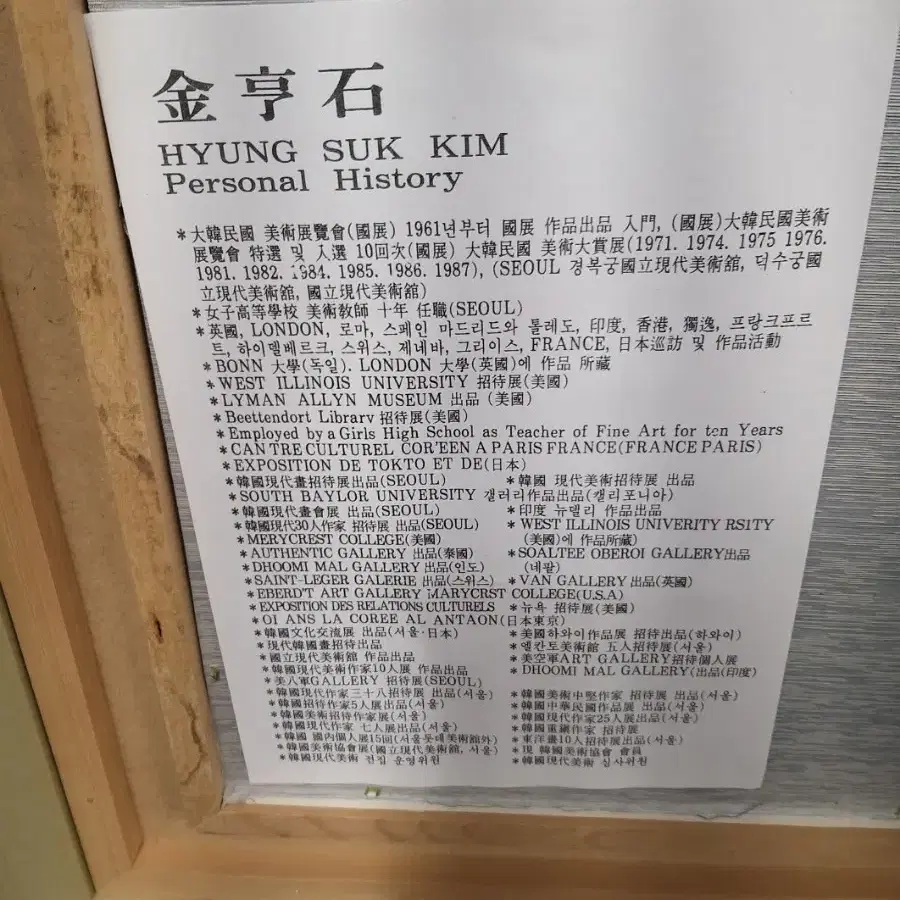 金亨石
HYUNG SUK KIM
Personal History
*大韓民國 美術展覽會(國展) 1961년부터 國展 作品出品 入門, (國展)大韓民國美術
展覽會 特選 및 入選 10回次(國展) 大韓民國 美術大賞展(1971. 1974. 1975 1976.
1981. 1982. 1984. 1985. 1986. 1987), (SEOUL 경복궁國立現代美術館, 덕수궁國
立現代美術舘, 國立現代美術舘)
*女子高等學校 美術敎師 十年 任職(SEOUL)
*英國, LONDON, 로마, 스페인 마드리드와 톨레도, 印度, 香港, 獨逸, 프랑크프르
트, 하이델베르크, 스위스, 제네바, 그리이스, FRANCE, 日本巡訪 및 作品活動
*BONN 大學(독일). LONDON 大學(英國)에 作品 所藏
*WEST ILLINOIS UNIVERSITY 招待展(美國)
*LYMAN ALLYN MUSEUM 出品 (美國)
*Beettendort Librarv 招待展(美國)
*Employed by a Girls High School as Teacher of Fine Art for ten Years
*CAN TRE CULTUREL COR'EEN A PARIS FRANCE(FRANCE PARIS)
*EXPOSITION DE TOKTO ET DE(日本)
*韓國現代畫招待展出品(SEOUL) *韓國 現代美術招待展 出品
*SOUTH BAYLOR UNIVERSITY 갤러리作品出品(캘리포니아)
*韓國現代畫會展 出品(SEOUL) *印度 뉴델리 作品出品
*韓國現代30人作家 招待展 出品(SEOUL) *WEST ILLINOIS UNIVERITY RS1TY
*MERYCREST COLLEGE(美國) (美國)에 作品所藏
*AUTHENTIC GALLERY 出品(泰國) *SOALTEE OBEROI GALLERY出品
*DHOOMI MAL GALLERY 出品(인도) (네팔)
*SAINT-LEGER GALERIE 出品(스위스) *VAN GALLERY 出品(英國)
*EBERD'T ART GALLERY MARYCRST COLLEGE(U.S.A)
*EXPOSITION DES RELATIONS CULTURELS *뉴욕 招待展(美國)
*OI ANS LA COREE AL ANTAON(日本東京)
*韓國文化交流展 出品(서울·日本) *美國하와이作品展 招待出品(하와이)
*現代韓國畫招待出品 *엘칸토美術館 五人招待展(서울)
*國立現代美術館 作品出品 *美空軍ART GALLERY招待個人展
*韓國現代美術作家10人展 作品出品 *DHOOMI MAL GALLERY(出品(印度)
*美八軍GALLERY 招待展(SEOUL)
*韓國現代作家三十八招待展 出品(서울) *韓國美術中堅作家 招待展 出品(서울)
*韓國招待作家5人展出品(서울) *韓國中華民國作品展 出品(서울)
*韓國美術招待作家展(서울) *韓國現代作家25人展出品(서울)
*韓國現代作家 七人展出品(서울) *韓國重鎭作家 招待展
*韓國 國內個人展15回(서울롯데美術館外) *東洋畫10人招待展出品(서울)
*韓國美術協會展(國立現代美術館, 서울) *現 韓國美術協會 會員
*韓國現代美術 전집 운영위원 *韓國現代美術 심사위원